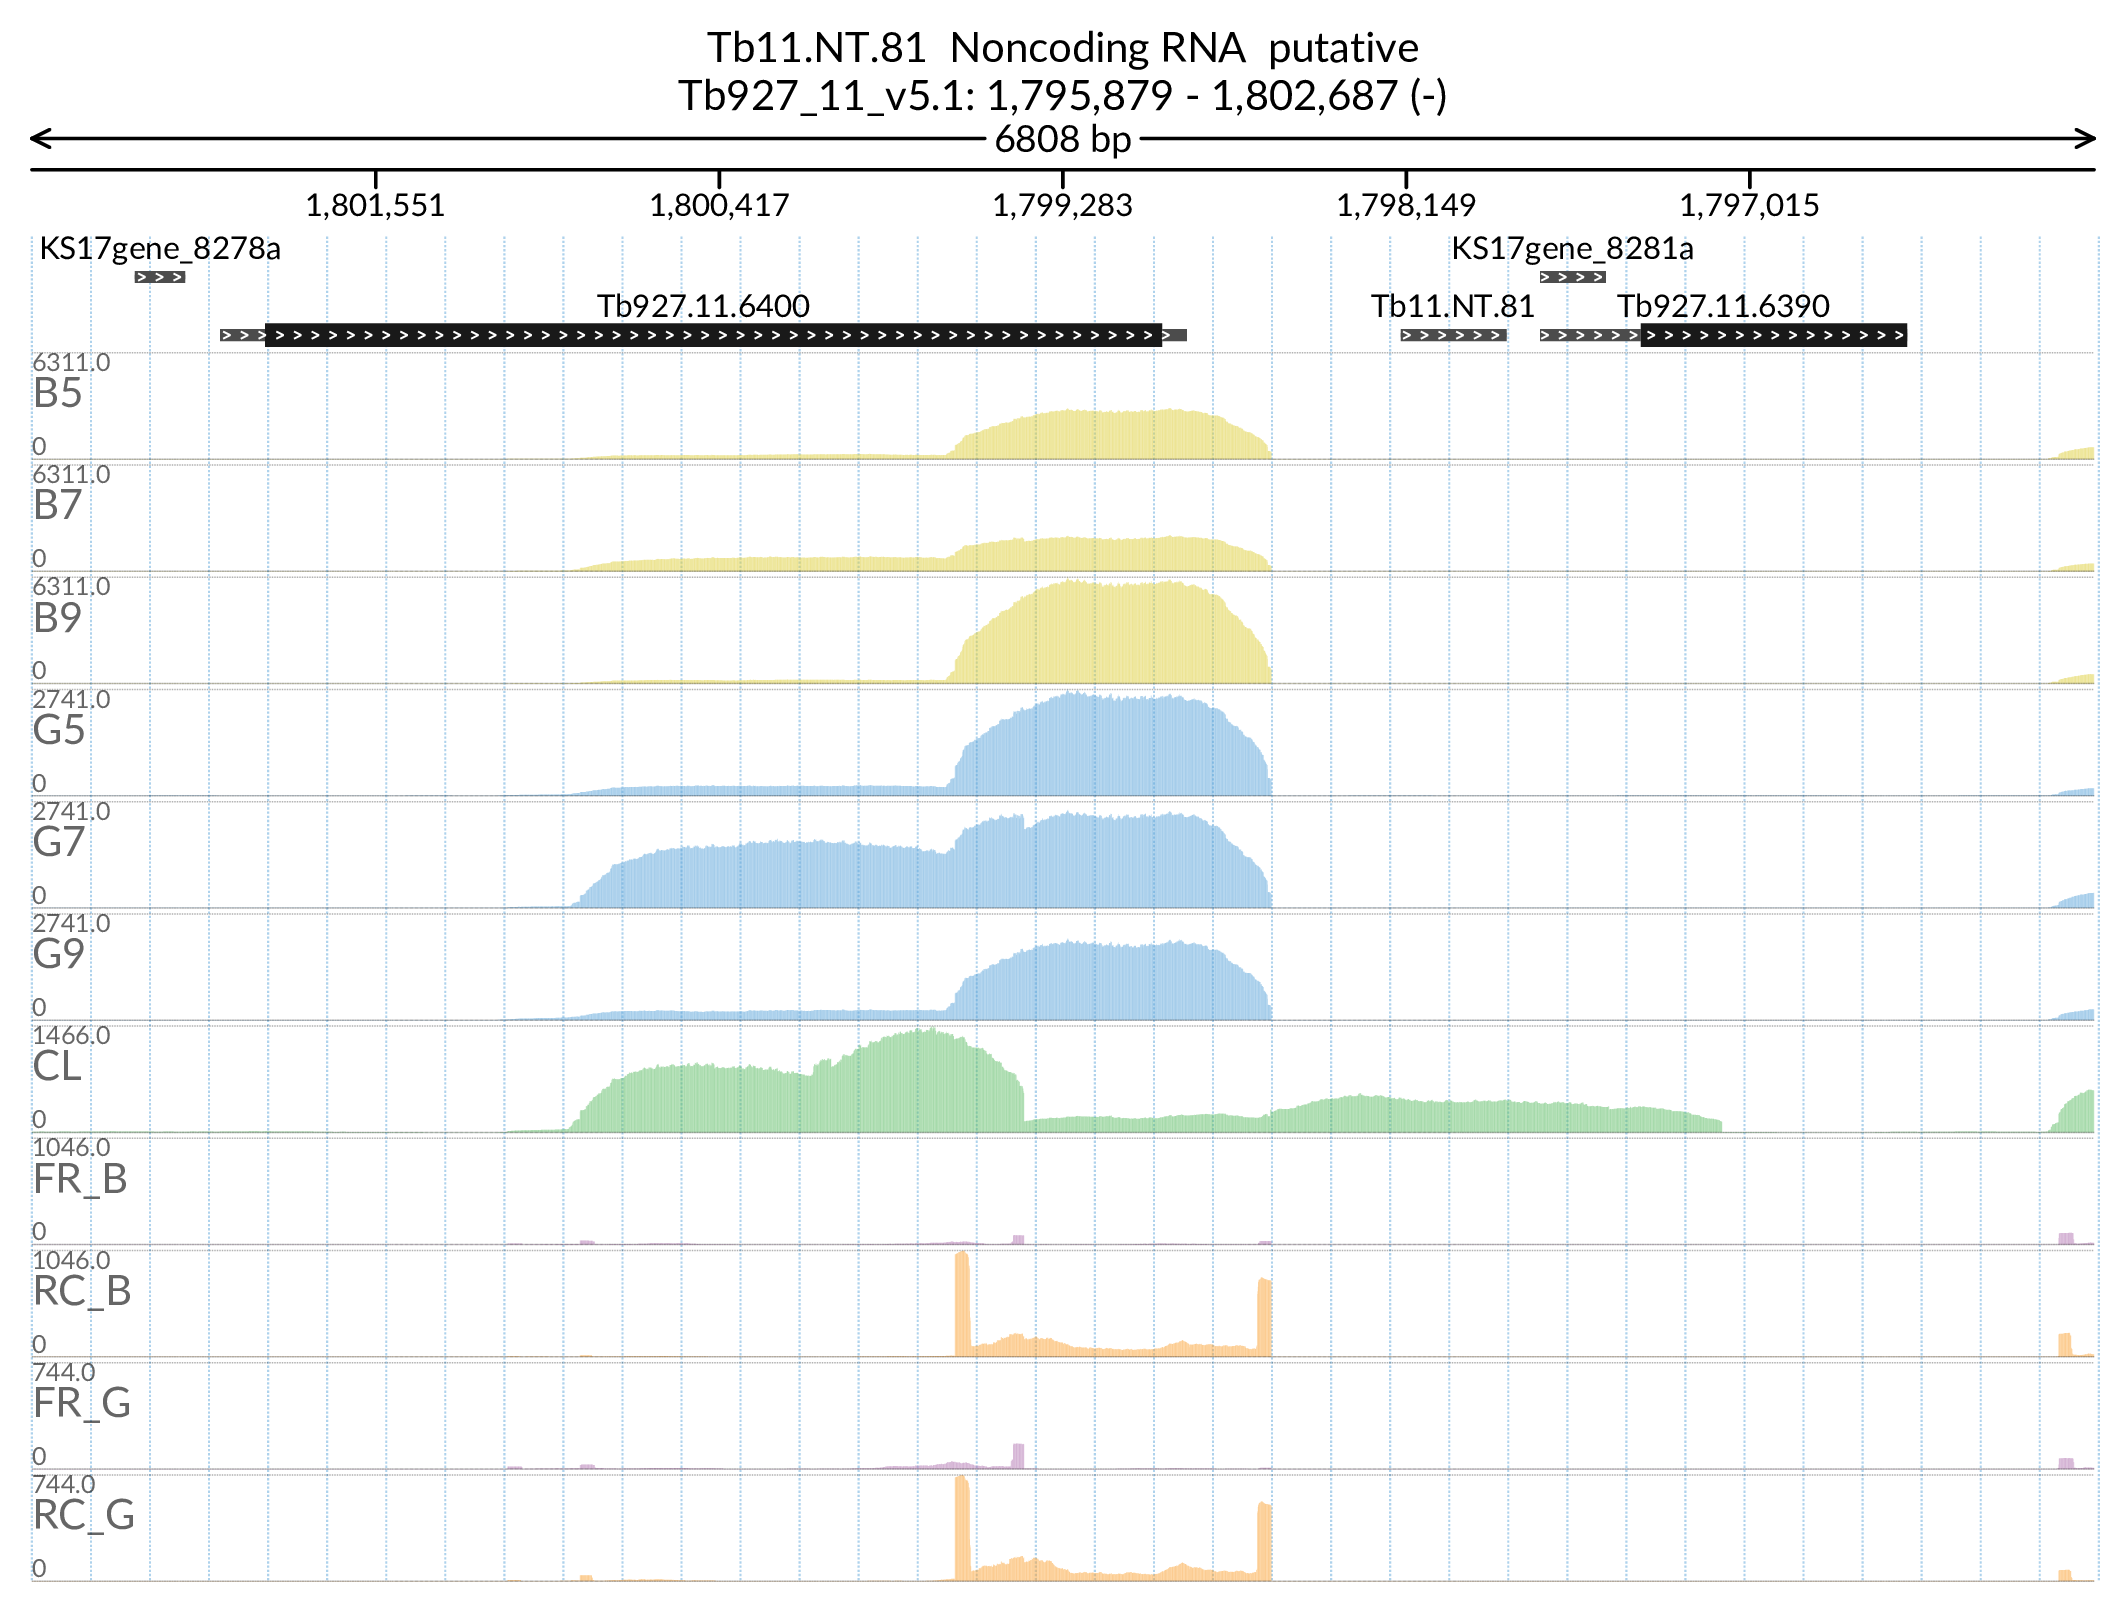 Tb11.NT.81 Noncoding RNA putative
Tb927_11_v5.1: 1,795,879 - 1,802,687 (-)
6808 bp
1,801,551 1,800,417 1,799,283 1,798,149 1,797,015
KS17gene_8278a KS17gene_8281a
Tb927.11.6400 Tb11.NT.81 Tb927.11.6390
6311.0
B5
0
6311.0
B7
0
6311.0
B9
0
2741.0
G5
0
2741.0
G7
0
2741.0
G9
0
1466.0
CL
0
1046.0
FR_B
0
1046.0
RC_B
0
744.0
FR_G
0
744.0
RC_G
0